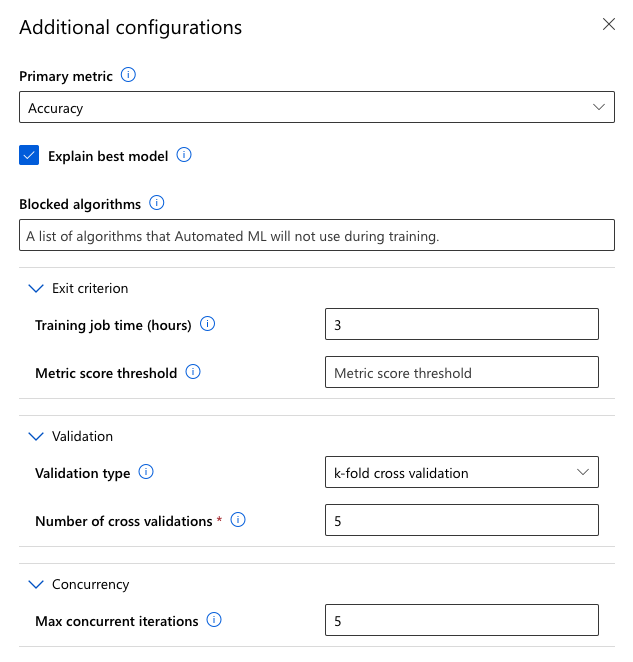 Additional configurations
Primary metric
Accuracy
Explain best model
Blocked algorithms
A list of algorithms that Automated ML will not use during training.
Exit criterion
Training job time (hours) 3
Metric score threshold Metric score threshold
Validation
Validation type k-fold cross validation
Number of cross validations * 5
Concurrency
Max concurrent iterations 5